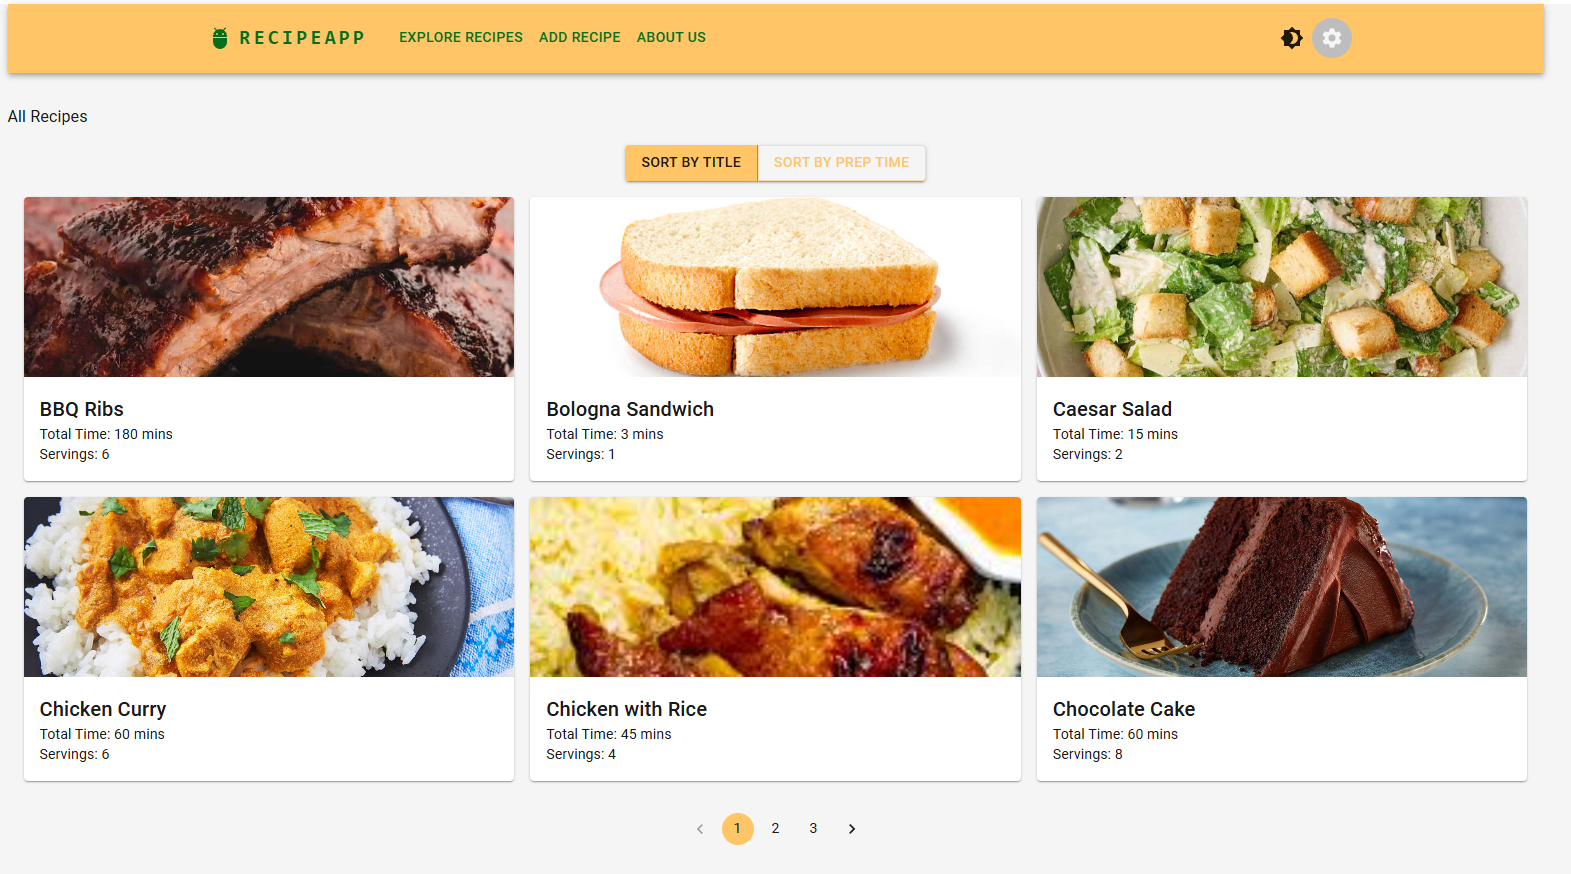 RECIPEAPP
EXPLORE RECIPES
ADD RECIPE
ABOUT US
All Recipes
SORT BY TITLE
SORT BY PREP TIME
BBQ Ribs
Total Time: 180 mins
Servings: 6
Bologna Sandwich
Total Time: 3 mins
Servings: 1
Caesar Salad
Total Time: 15 mins
Servings: 2
Chicken Curry
Total Time: 60 mins
Servings: 6
Chicken with Rice
Total Time: 45 mins
Servings: 4
Chocolate Cake
Total Time: 60 mins
Servings: 8
1 2 3